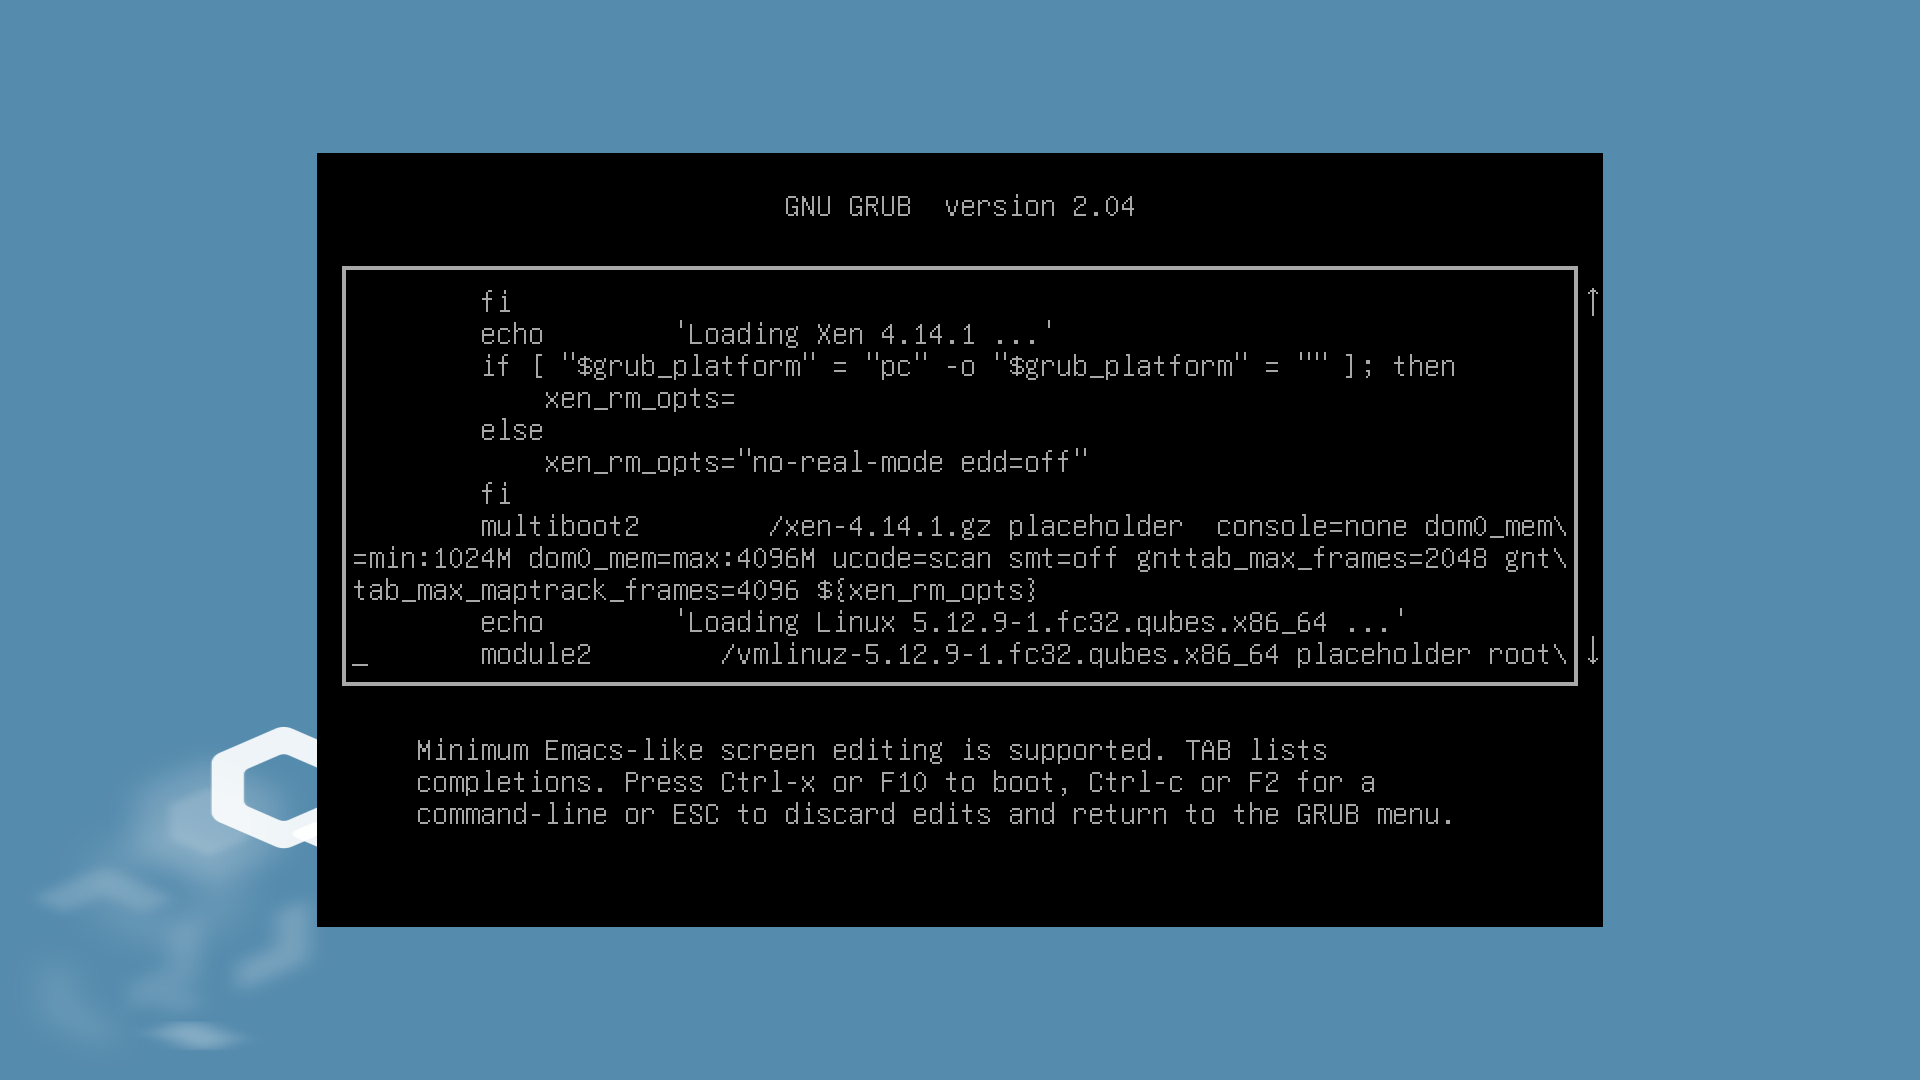 GNU GRUB  version 2.04
fi
echo        'Loading Xen 4.14.1 ...'
if [ "$grub_platform" = "pc" -o "$grub_platform" = "" ]; then
    xen_rm_opts=
else
    xen_rm_opts="no-real-mode edd=off"
fi
multiboot2        /xen-4.14.1.gz placeholder  console=none dom0_mem\
=min:1024M dom0_mem=max:4096M ucode=scan smt=off gnttab_max_frames=2048 gnt\
tab_max_maptrack_frames=4096 ${xen_rm_opts}
echo        'Loading Linux 5.12.9-1.fc32.qubes.x86_64 ...'
module2        /vmlinuz-5.12.9-1.fc32.qubes.x86_64 placeholder root\
Minimum Emacs-like screen editing is supported. TAB lists
completions. Press Ctrl-x or F10 to boot, Ctrl-c or F2 for a
command-line or ESC to discard edits and return to the GRUB menu.